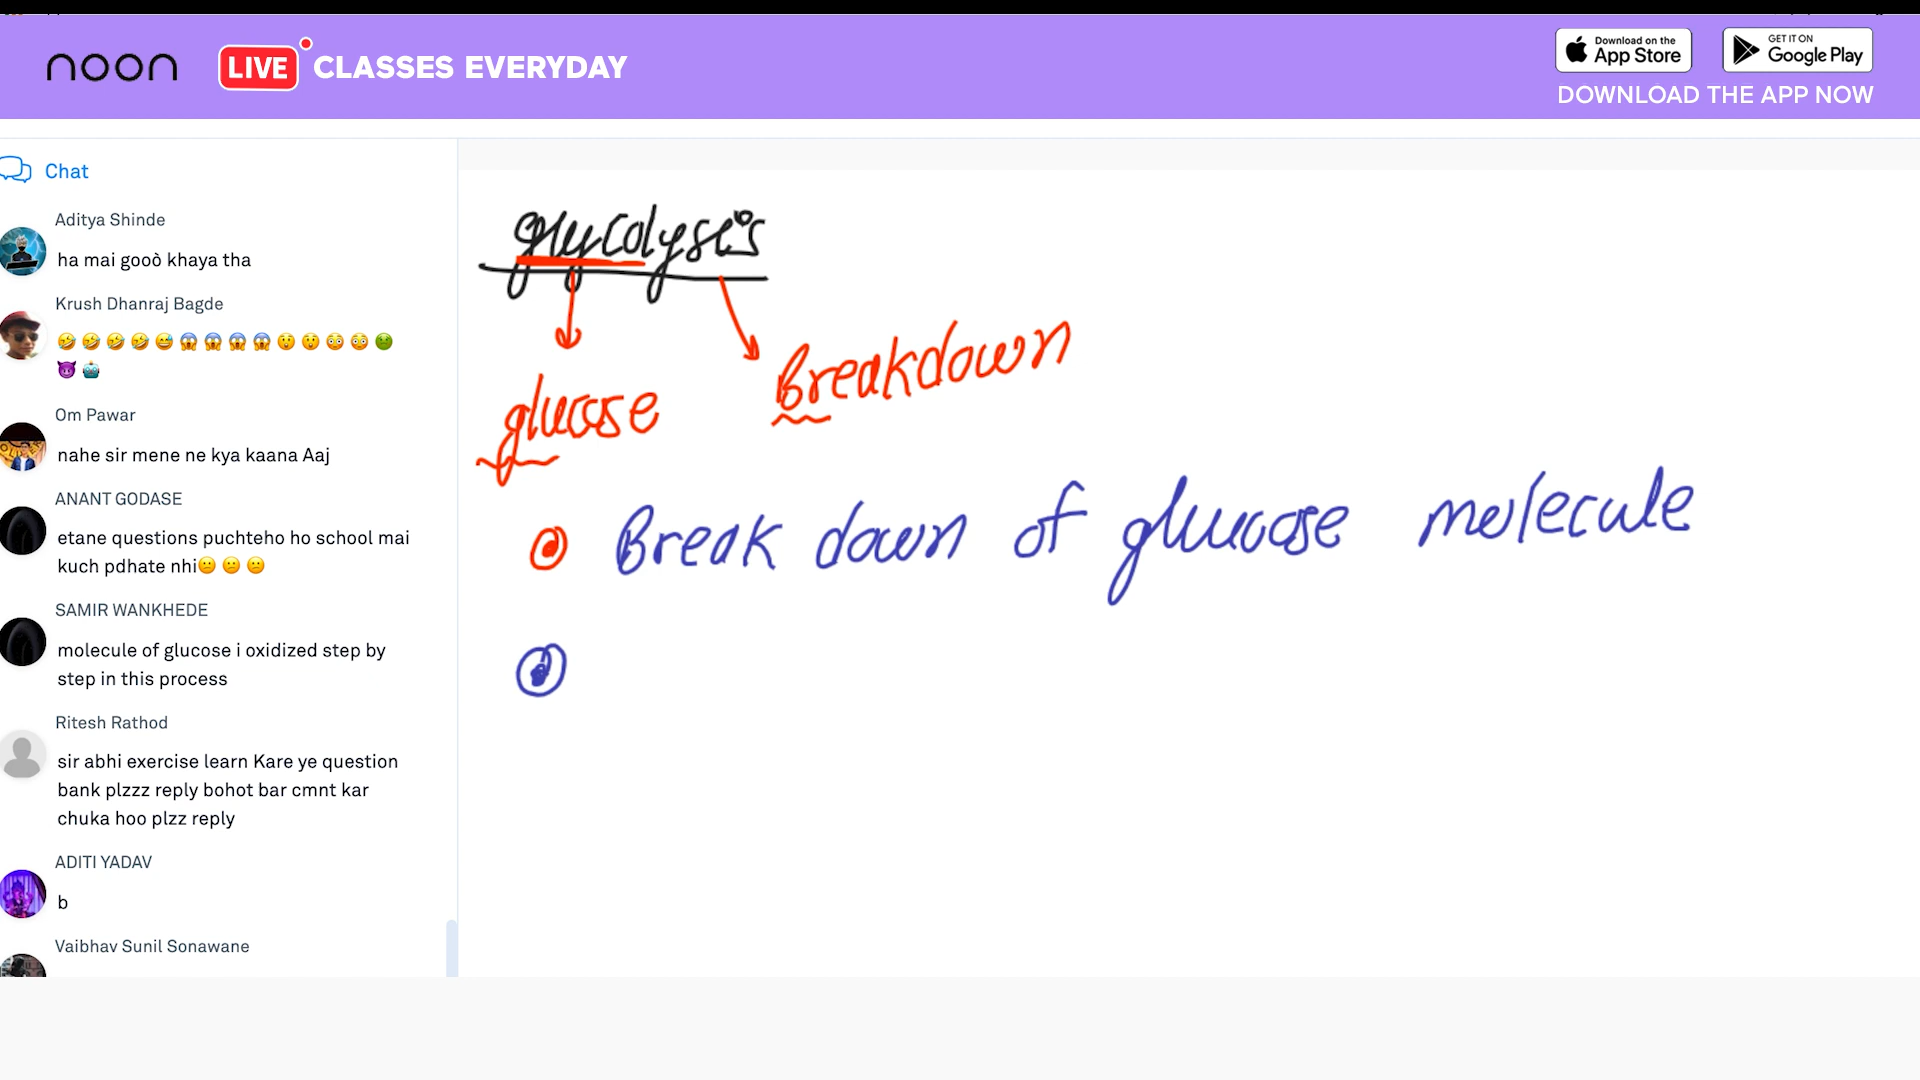 noon LIVE CLASSES EVERYDAY
Download on the
App Store
GET IT ON
Google Play
DOWNLOAD THE APP NOW
Chat
Aditya Shinde
ha mai gooò khaya tha
Krush Dhanraj Bagde
🤣🤣🤣🤣😅😱😱😱😱😲😲😳😳🤢
😈🤖
Om Pawar
nahe sir mene ne kya kaana Aaj
ANANT GODASE
etane questions puchteho ho school mai
kuch pdhate nhi😕😕😕
SAMIR WANKHEDE
molecule of glucose i oxidized step by
step in this process
Ritesh Rathod
sir abhi exercise learn Kare ye question
bank plzzz reply bohot bar cmnt kar
chuka hoo plzz reply
ADITI YADAV
b
Vaibhav Sunil Sonawane
glycolysis
glucose
Breakdown
Break down of glucose molecule